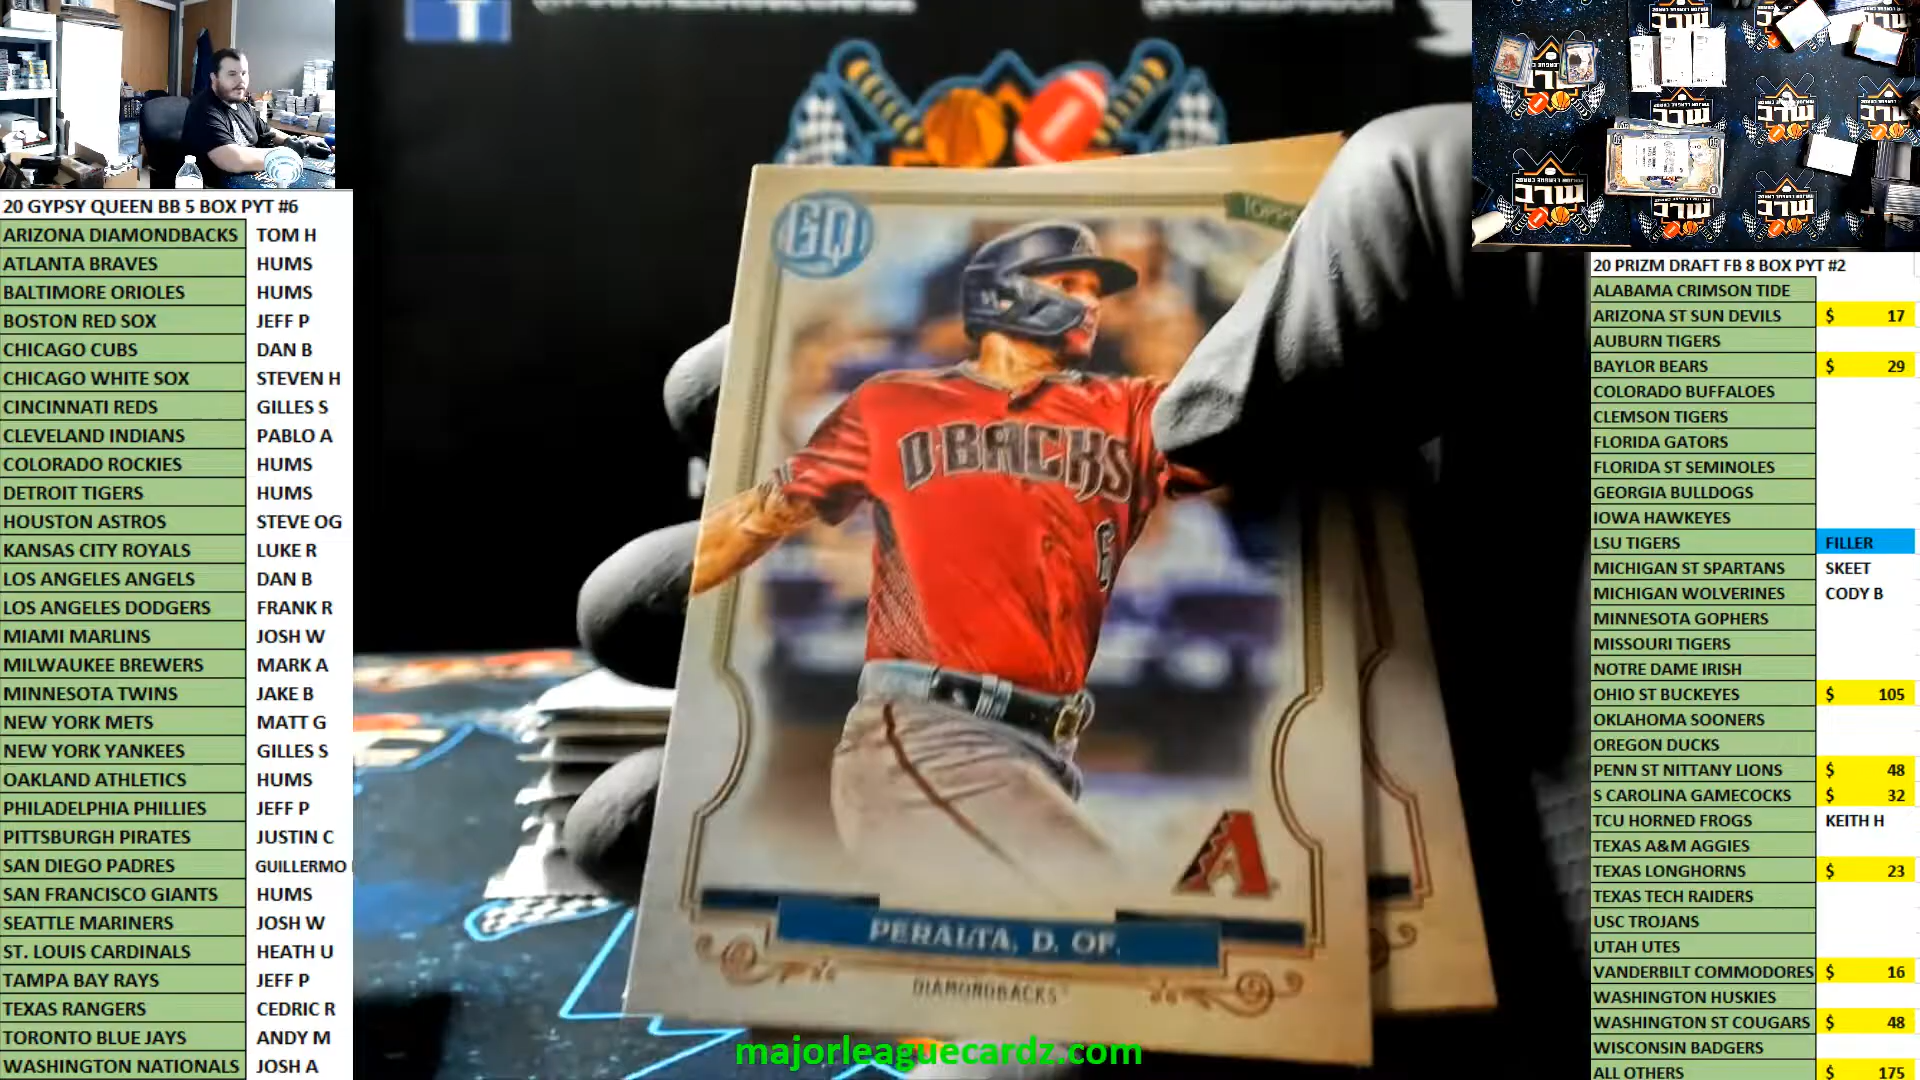 20 GYPSY QUEEN BB 5 BOX PYT #6
ARIZONA DIAMONDBACKS TOM H
ATLANTA BRAVES HUMS
BALTIMORE ORIOLES HUMS
BOSTON RED SOX JEFF P
CHICAGO CUBS DAN B
CHICAGO WHITE SOX STEVEN H
CINCINNATI REDS GILLES S
CLEVELAND INDIANS PABLO A
COLORADO ROCKIES HUMS
DETROIT TIGERS HUMS
HOUSTON ASTROS STEVE OG
KANSAS CITY ROYALS LUKE R
LOS ANGELES ANGELS DAN B
LOS ANGELES DODGERS FRANK R
MIAMI MARLINS JOSH W
MILWAUKEE BREWERS MARK A
MINNESOTA TWINS JAKE B
NEW YORK METS MATT G
NEW YORK YANKEES GILLES S
OAKLAND ATHLETICS HUMS
PHILADELPHIA PHILLIES JEFF P
PITTSBURGH PIRATES JUSTIN C
SAN DIEGO PADRES GUILLERMO
SAN FRANCISCO GIANTS HUMS
SEATTLE MARINERS JOSH W
ST. LOUIS CARDINALS HEATH U
TAMPA BAY RAYS JEFF P
TEXAS RANGERS CEDRIC R
TORONTO BLUE JAYS ANDY M
WASHINGTON NATIONALS JOSH A
GQ
TOPPS
D-BACKS
6
PERALTA, D. OF.
DIAMONDBACKS
majorleaguecardz.com
20 PRIZM DRAFT FB 8 BOX PYT #2
ALABAMA CRIMSON TIDE
ARIZONA ST SUN DEVILS $ 17
AUBURN TIGERS
BAYLOR BEARS $ 29
COLORADO BUFFALOES
CLEMSON TIGERS
FLORIDA GATORS
FLORIDA ST SEMINOLES
GEORGIA BULLDOGS
IOWA HAWKEYES
LSU TIGERS FILLER
MICHIGAN ST SPARTANS SKEET
MICHIGAN WOLVERINES CODY B
MINNESOTA GOPHERS
MISSOURI TIGERS
NOTRE DAME IRISH
OHIO ST BUCKEYES $ 105
OKLAHOMA SOONERS
OREGON DUCKS
PENN ST NITTANY LIONS $ 48
S CAROLINA GAMECOCKS $ 32
TCU HORNED FROGS KEITH H
TEXAS A&M AGGIES
TEXAS LONGHORNS $ 23
TEXAS TECH RAIDERS
USC TROJANS
UTAH UTES
VANDERBILT COMMODORES $ 16
WASHINGTON HUSKIES
WASHINGTON ST COUGARS $ 48
WISCONSIN BADGERS
ALL OTHERS $ 175